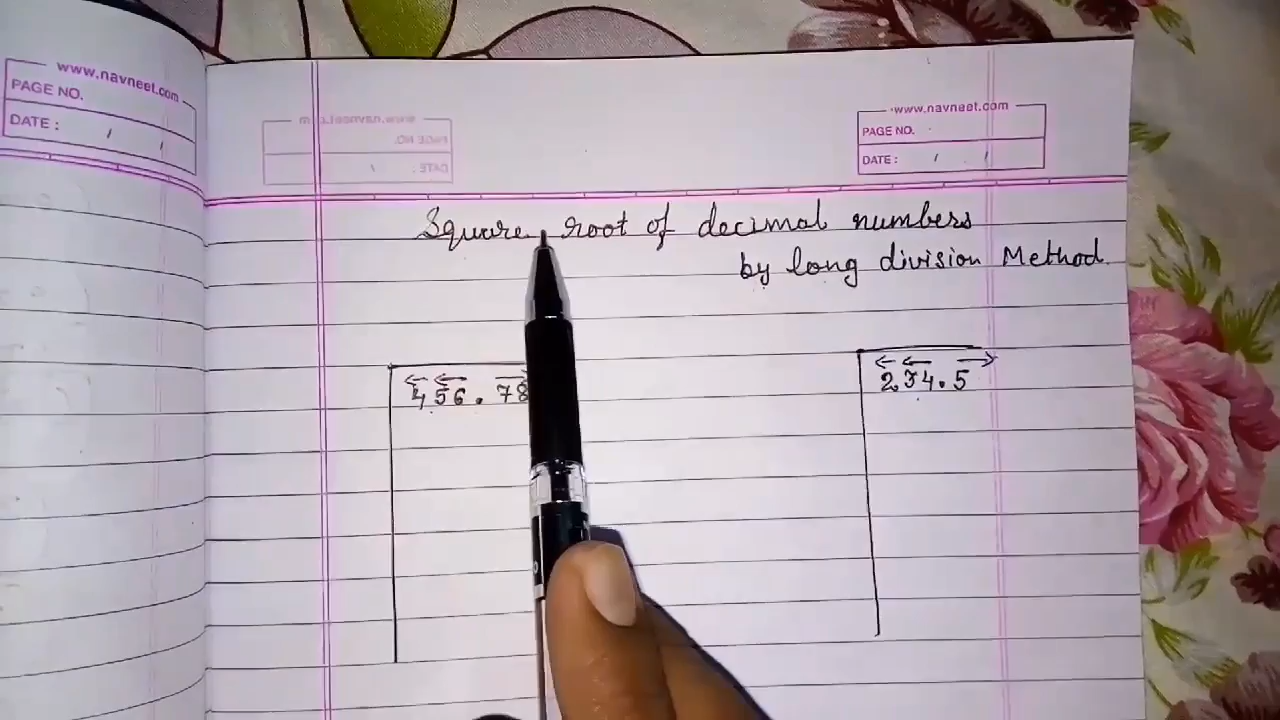 www.navneet.com
PAGE NO.
DATE : / /
www.navneet.com
PAGE NO.
DATE : / /
Square root of decimal numbers
by long division Method.
456.78
234.5